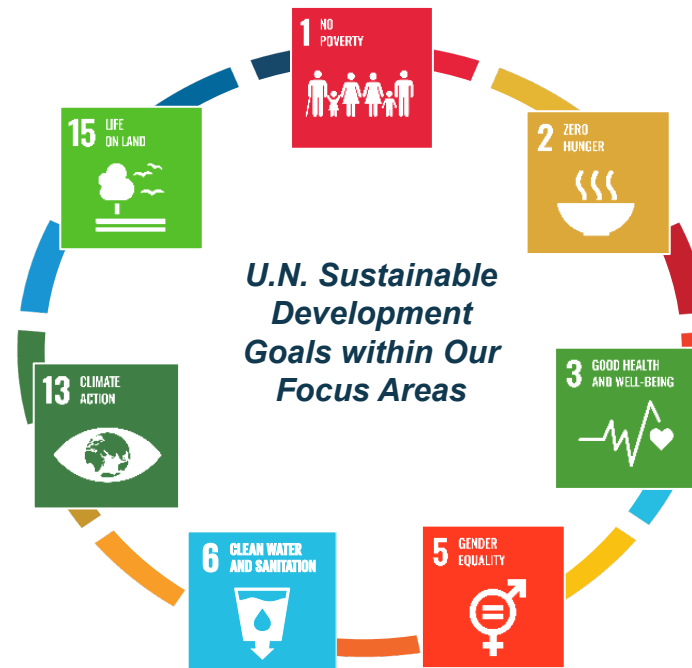 1 NO
POVERTY
2 ZERO
HUNGER
3 GOOD HEALTH
AND WELL-BEING
5 GENDER
EQUALITY
6 CLEAN WATER
AND SANITATION
13 CLIMATE
ACTION
15 LIFE
ON LAND
U.N. Sustainable
Development
Goals within Our
Focus Areas